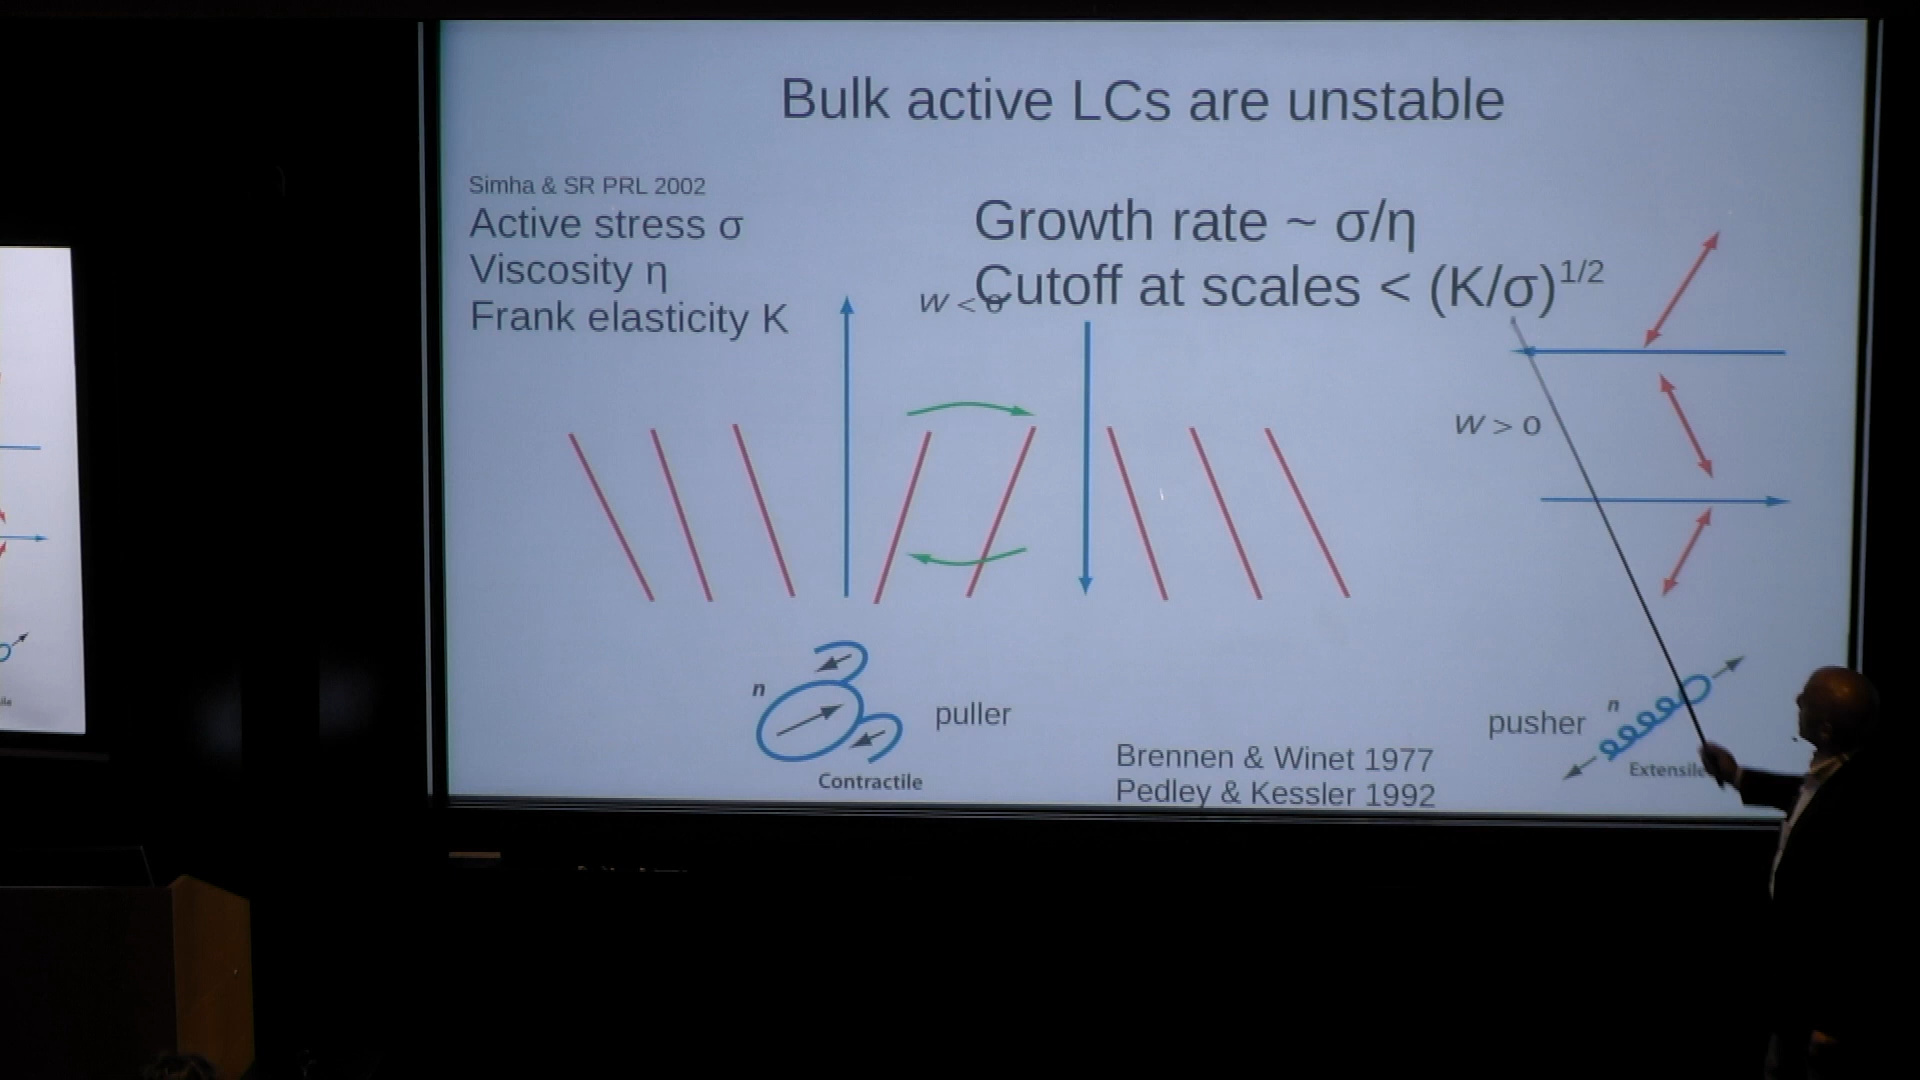 Bulk active LCs are unstable
Simha & SR PRL 2002
Active stress σ
Viscosity η
Frank elasticity K
Growth rate ~ σ/η
Cutoff at scales < (K/σ)^1/2
w < 0
w > 0
n
puller
Contractile
Brennen & Winet 1977
Pedley & Kessler 1992
pusher
n
Extensile